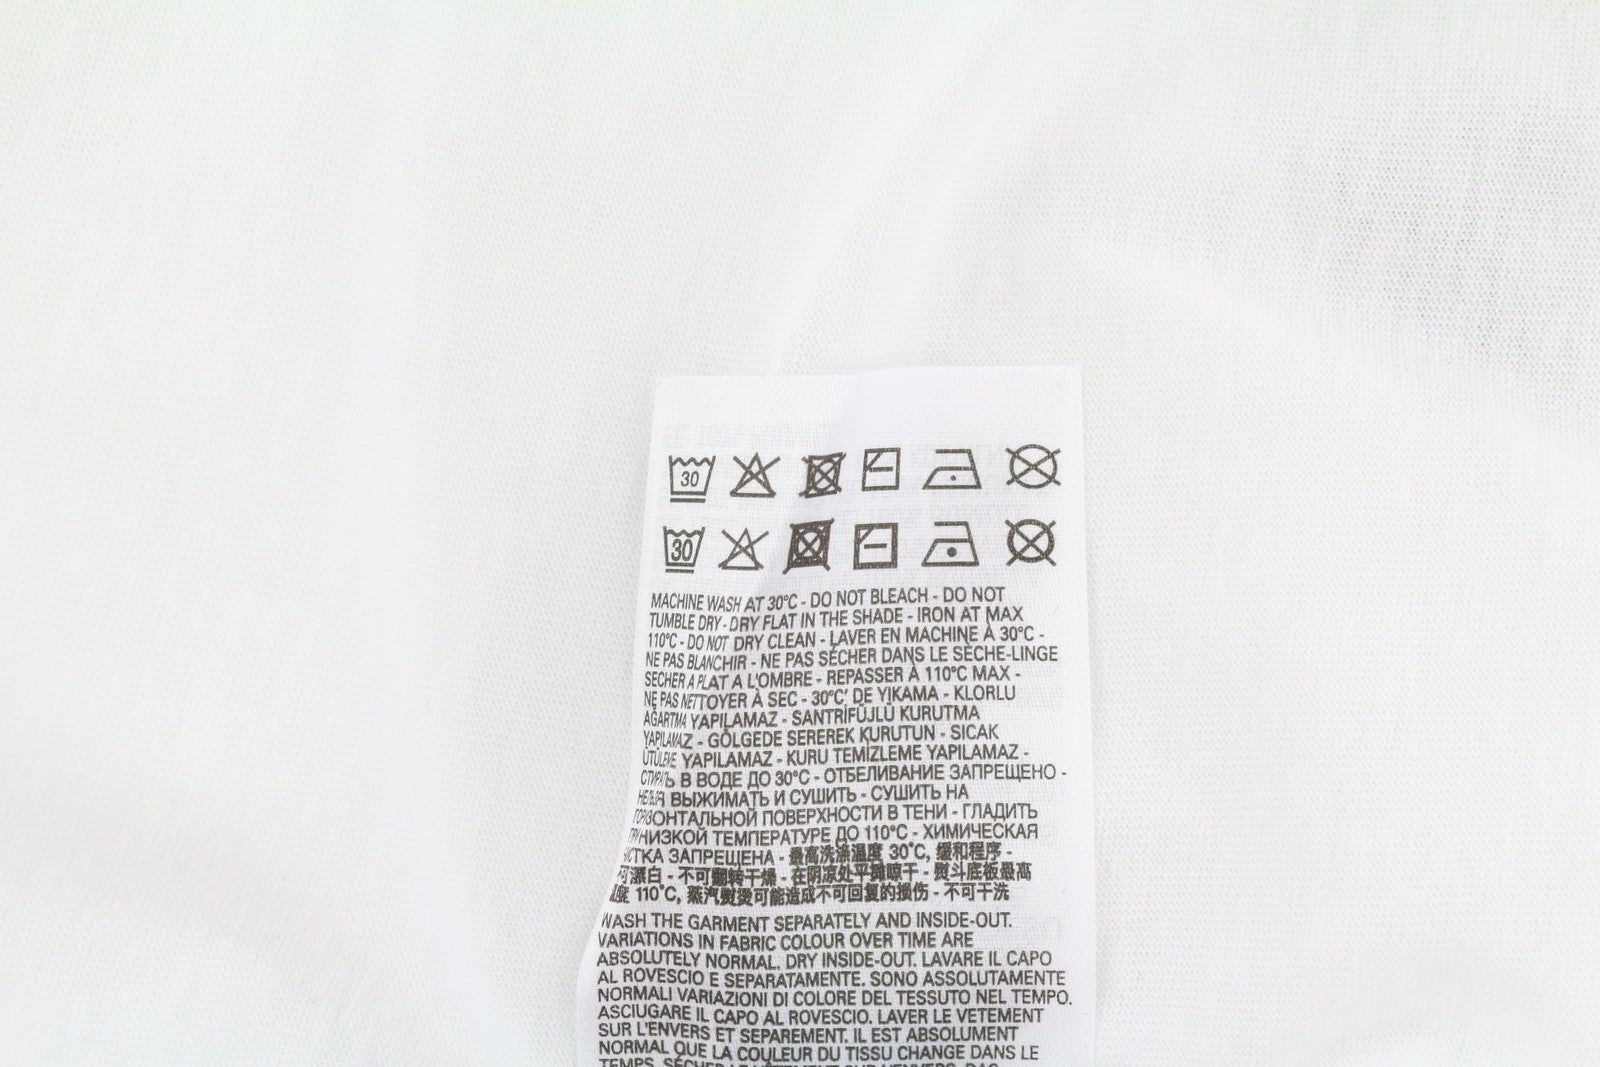 30
30
MACHINE WASH AT 30°C - DO NOT BLEACH - DO NOT
TUMBLE DRY - DRY FLAT IN THE SHADE - IRON AT MAX
110°C - DO NOT DRY CLEAN - LAVER EN MACHINE À 30°C -
NE PAS BLANCHIR - NE PAS SÉCHER DANS LE SÈCHE-LINGE
SÉCHER A PLAT A L'OMBRE - REPASSER À 110°C MAX -
NE PAS NETTOYER À SEC - 30°C' DE YIKAMA - KLORLU
AĞARTMA YAPILAMAZ - SANTRİFÜJLÜ KURUTMA
YAPILAMAZ - GÖLGEDE SEREREK KURUTUN - SICAK
ÜTÜLEME YAPILAMAZ - KURU TEMİZLEME YAPILAMAZ -
СТИРАТЬ В ВОДЕ ДО 30°C - ОТБЕЛИВАНИЕ ЗАПРЕЩЕНО -
НЕЛЬЗЯ ВЫЖИМАТЬ И СУШИТЬ - СУШИТЬ НА
ГОРИЗОНТАЛЬНОЙ ПОВЕРХНОСТИ В ТЕНИ - ГЛАДИТЬ
ПРИ НИЗКОЙ ТЕМПЕРАТУРЕ ДО 110°C - ХИМИЧЕСКАЯ
ЧИСТКА ЗАПРЕЩЕНА - 最高洗涤温度 30°C, 缓和程序 -
不可漂白 - 不可翻转干燥 - 在阴凉处平摊晾干 - 熨斗底板最高
温度 110°C, 蒸汽熨烫可能造成不可回复的损伤 - 不可干洗
WASH THE GARMENT SEPARATELY AND INSIDE-OUT.
VARIATIONS IN FABRIC COLOUR OVER TIME ARE
ABSOLUTELY NORMAL. DRY INSIDE-OUT. LAVARE IL CAPO
AL ROVESCIO E SEPARATAMENTE. SONO ASSOLUTAMENTE
NORMALI VARIAZIONI DI COLORE DEL TESSUTO NEL TEMPO.
ASCIUGARE IL CAPO AL ROVESCIO. LAVER LE VETEMENT
SUR L'ENVERS ET SEPAREMENT. IL EST ABSOLUMENT
NORMAL QUE LA COULEUR DU TISSU CHANGE DANS LE
TEMPS. SÉCHER LE VÊTEMENT SUR L'ENVERS.